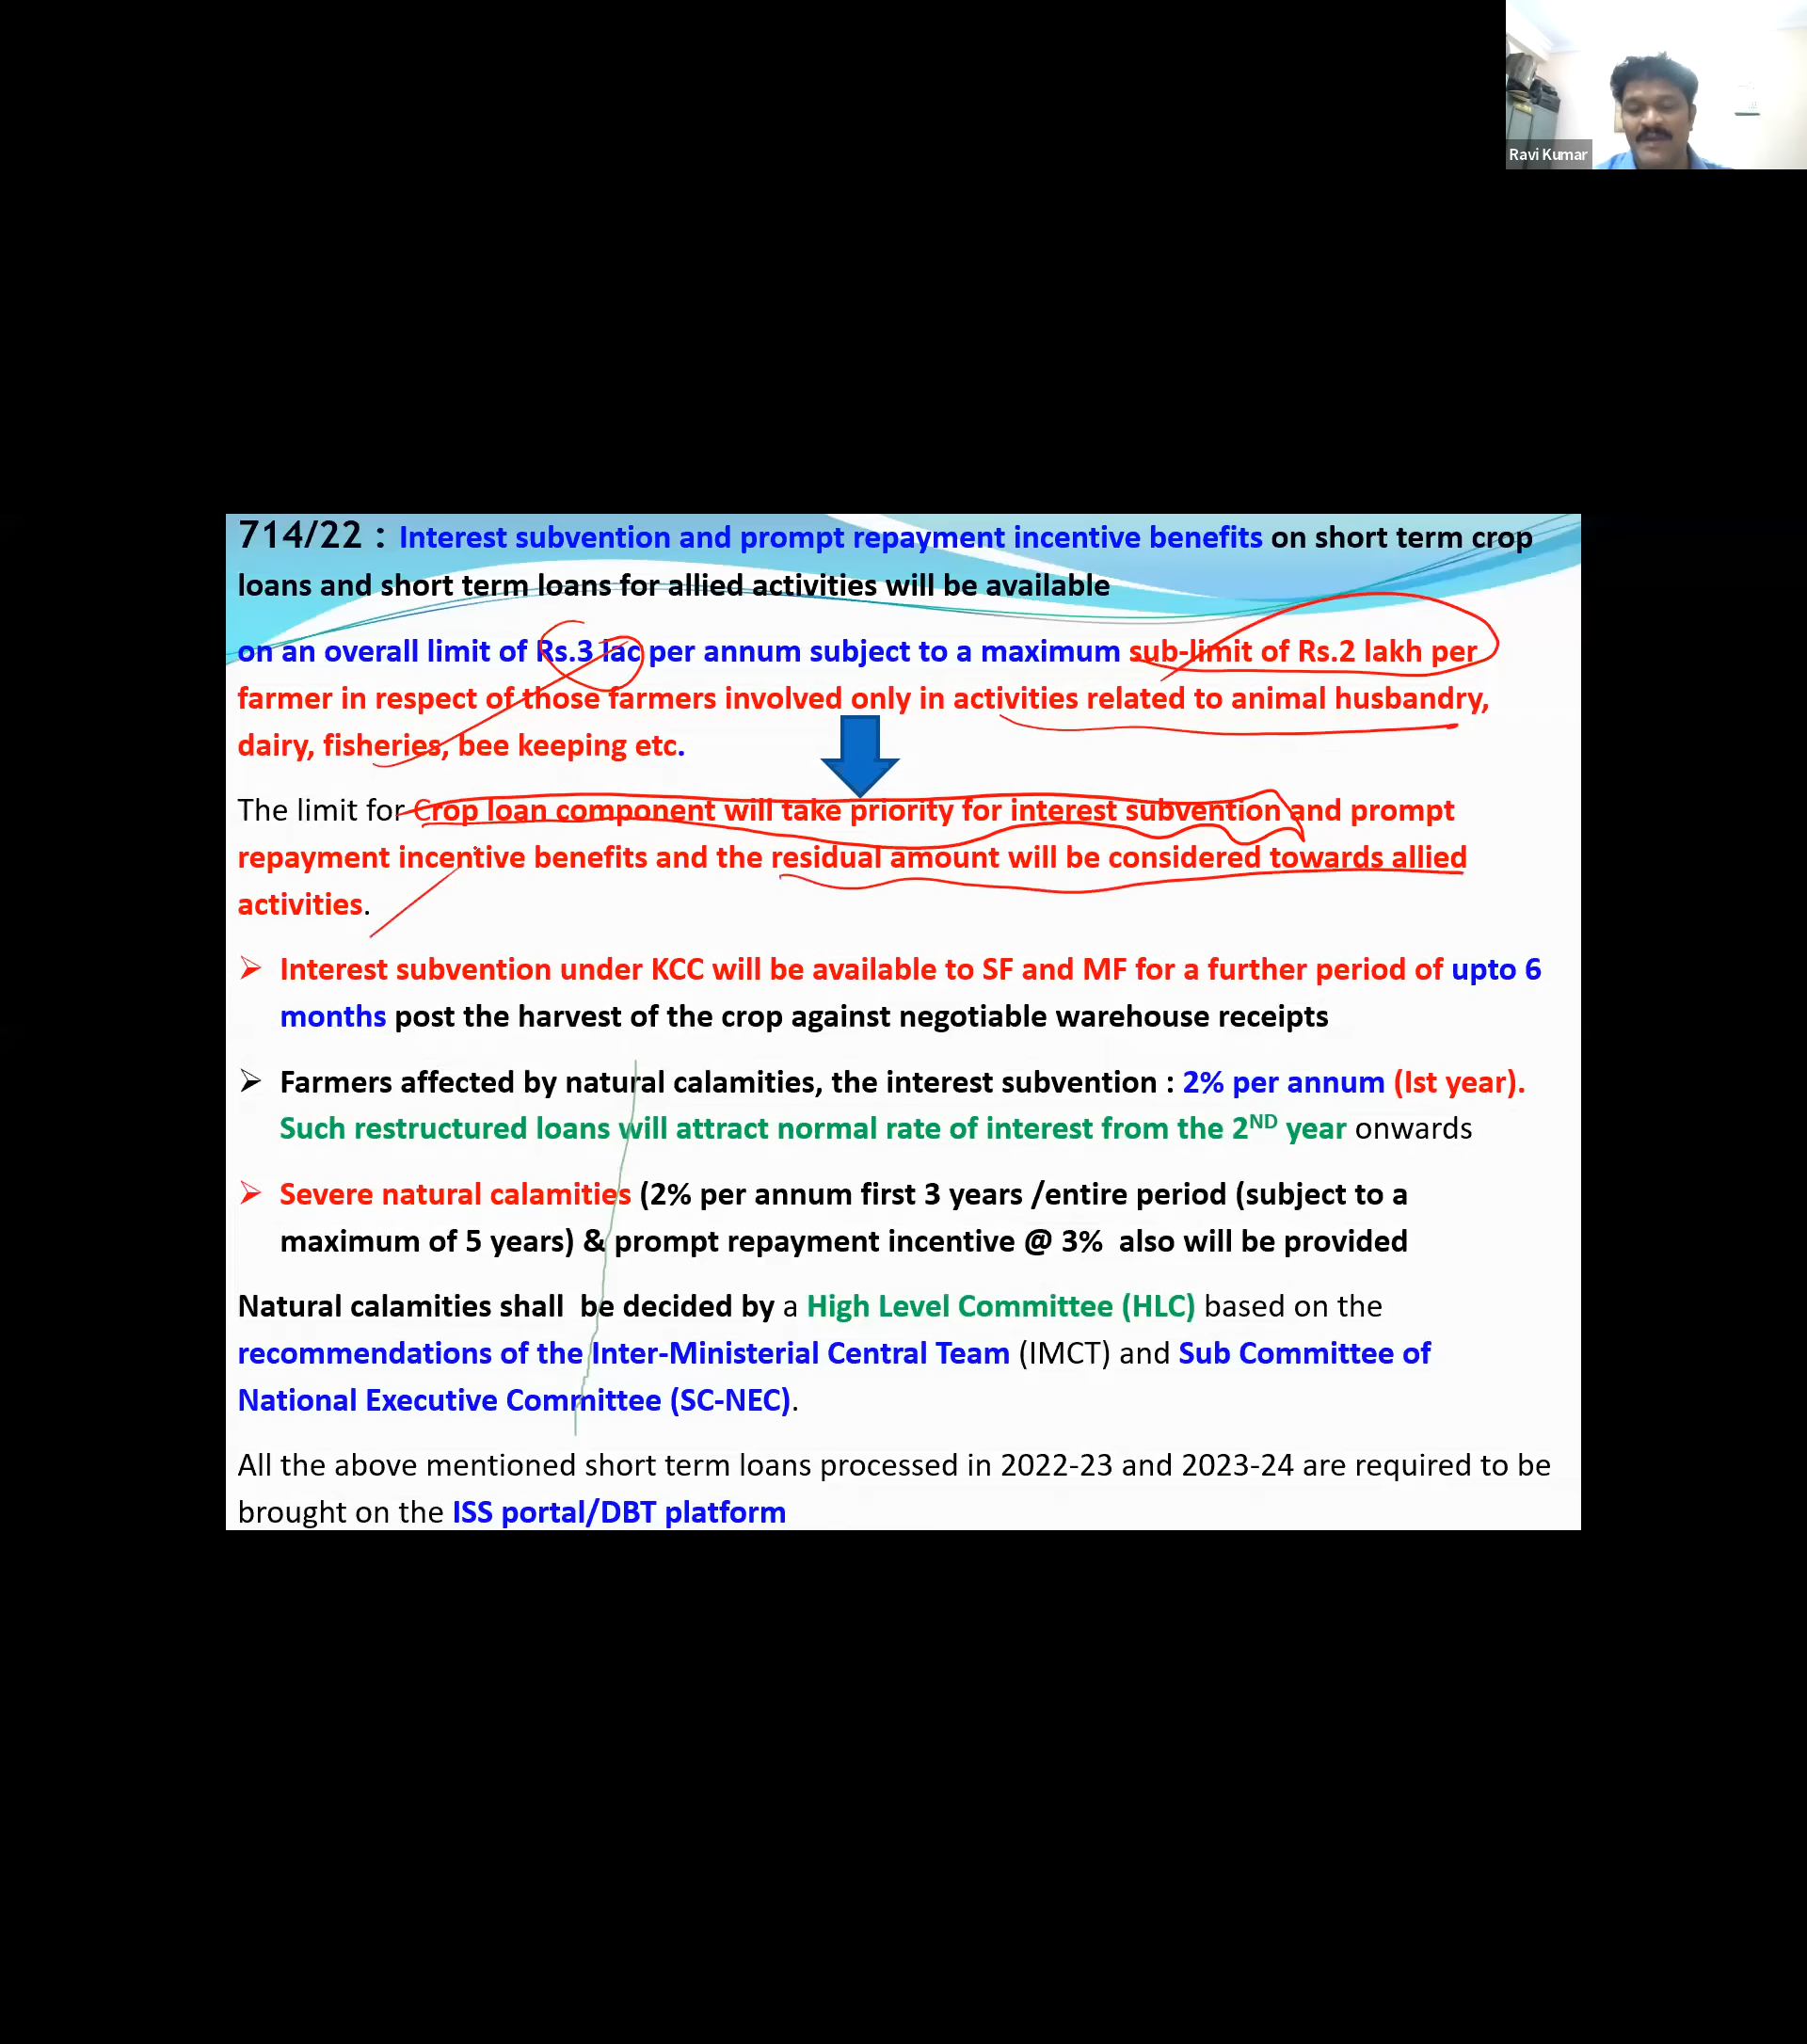 Ravi Kumar
714/22 : Interest subvention and prompt repayment incentive benefits on short term crop
loans and short term loans for allied activities will be available
on an overall limit of Rs.3 lac per annum subject to a maximum sub-limit of Rs.2 lakh per
farmer in respect of those farmers involved only in activities related to animal husbandry,
dairy, fisheries, bee keeping etc.
The limit for Crop loan component will take priority for interest subvention and prompt
repayment incentive benefits and the residual amount will be considered towards allied
activities.
➢ Interest subvention under KCC will be available to SF and MF for a further period of upto 6
months post the harvest of the crop against negotiable warehouse receipts
➢ Farmers affected by natural calamities, the interest subvention : 2% per annum (Ist year).
Such restructured loans will attract normal rate of interest from the 2ND year onwards
➢ Severe natural calamities (2% per annum first 3 years /entire period (subject to a
maximum of 5 years) & prompt repayment incentive @ 3% also will be provided
Natural calamities shall be decided by a High Level Committee (HLC) based on the
recommendations of the Inter-Ministerial Central Team (IMCT) and Sub Committee of
National Executive Committee (SC-NEC).
All the above mentioned short term loans processed in 2022-23 and 2023-24 are required to be
brought on the ISS portal/DBT platform